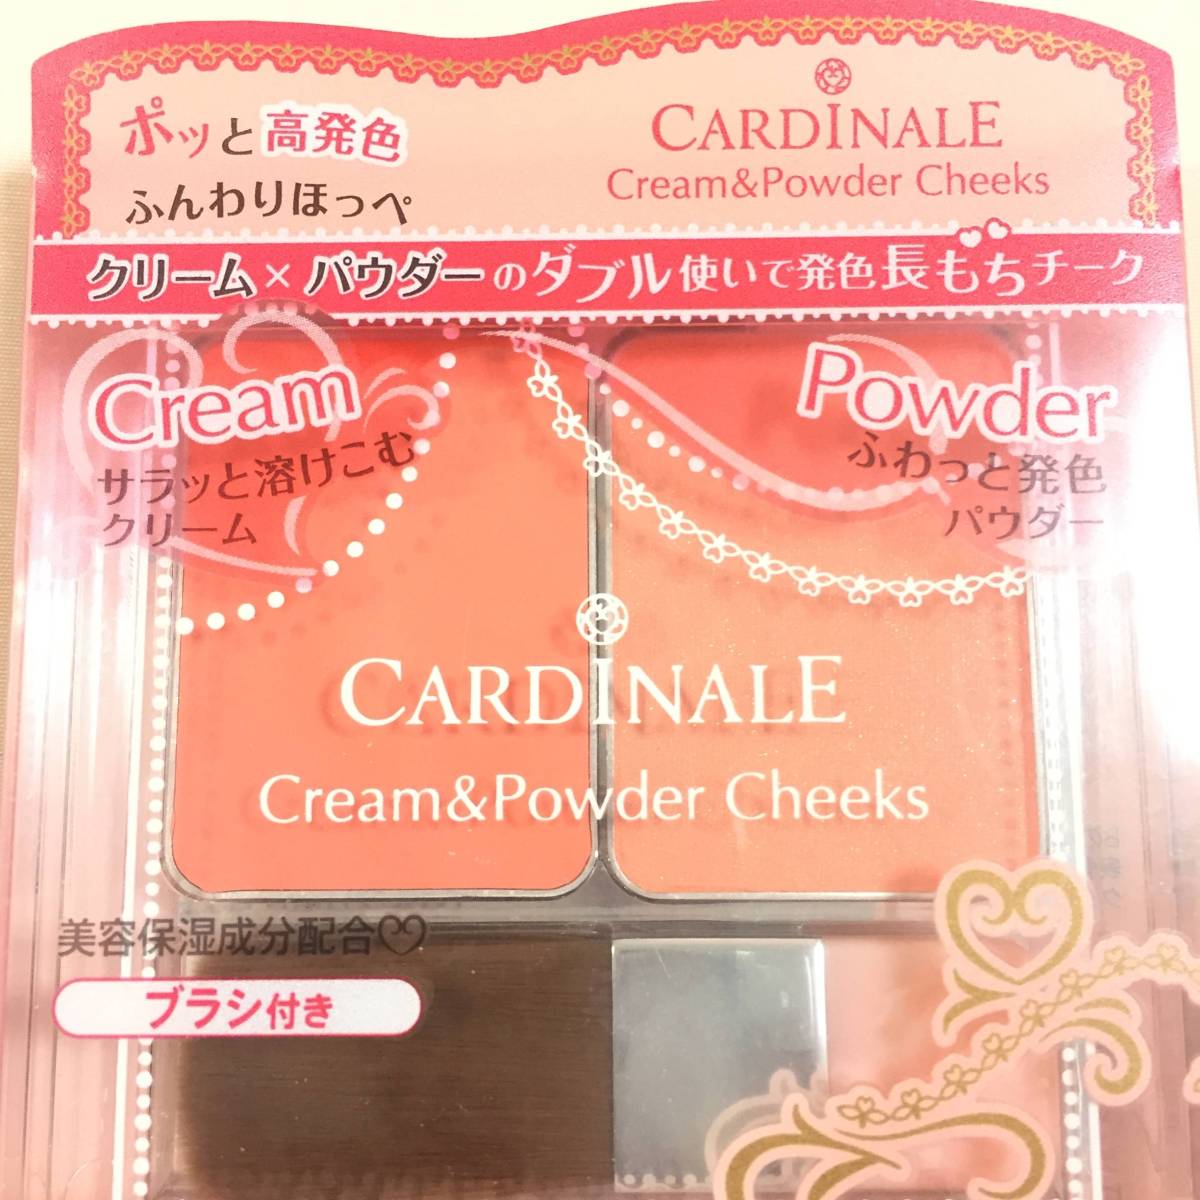 ポッと高発色
ふんわりほっぺ
CARDINALE
Cream&Powder Cheeks
クリーム×パウダーのダブル使いで発色長もちチーク
Cream
サラッと溶けこむ
クリーム
Powder
ふわっと発色
パウダー
CARDINALE
Cream&Powder Cheeks
美容保湿成分配合♡
ブラシ付き